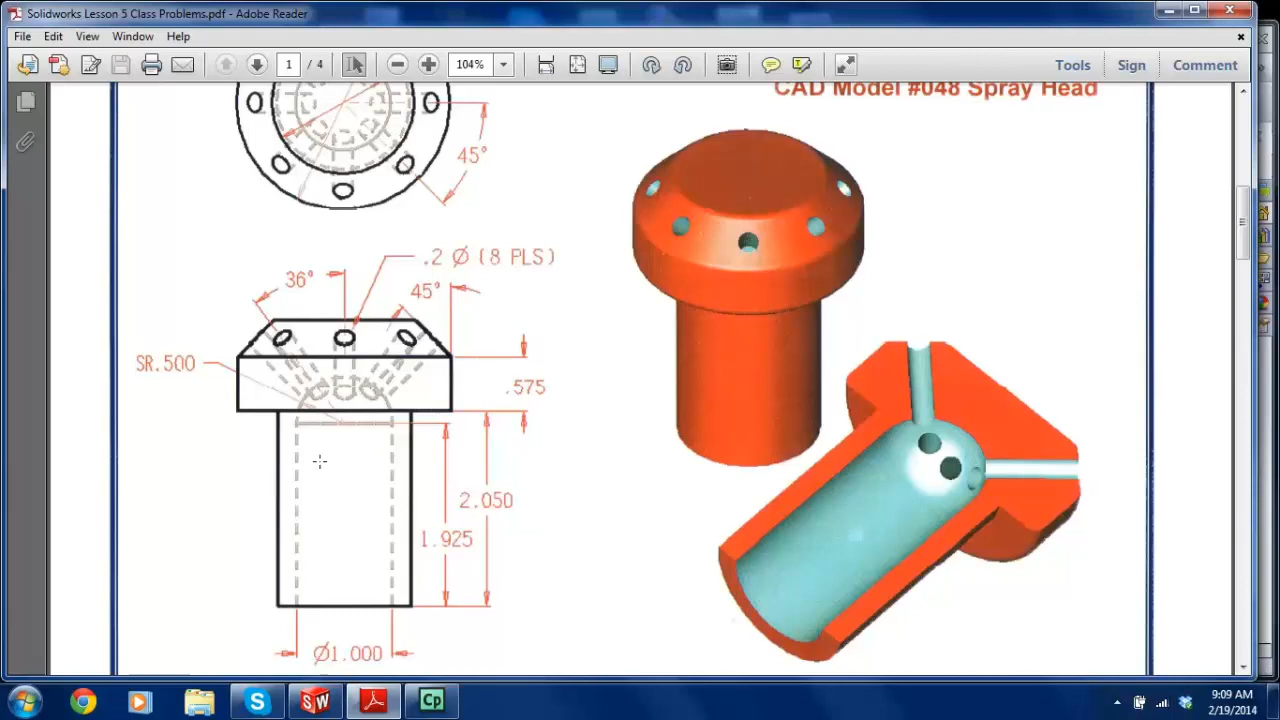 Solidworks Lesson 5 Class Problems.pdf - Adobe Reader
File Edit View Window Help
1 / 4 104% Tools Sign Comment
CAD Model #048 Spray Head
45°
.2 Ø (8 PLS)
36°
45°
SR.500
.575
2.050
1.925
Ø1.000
S SW Cp
9:09 AM
2/19/2014